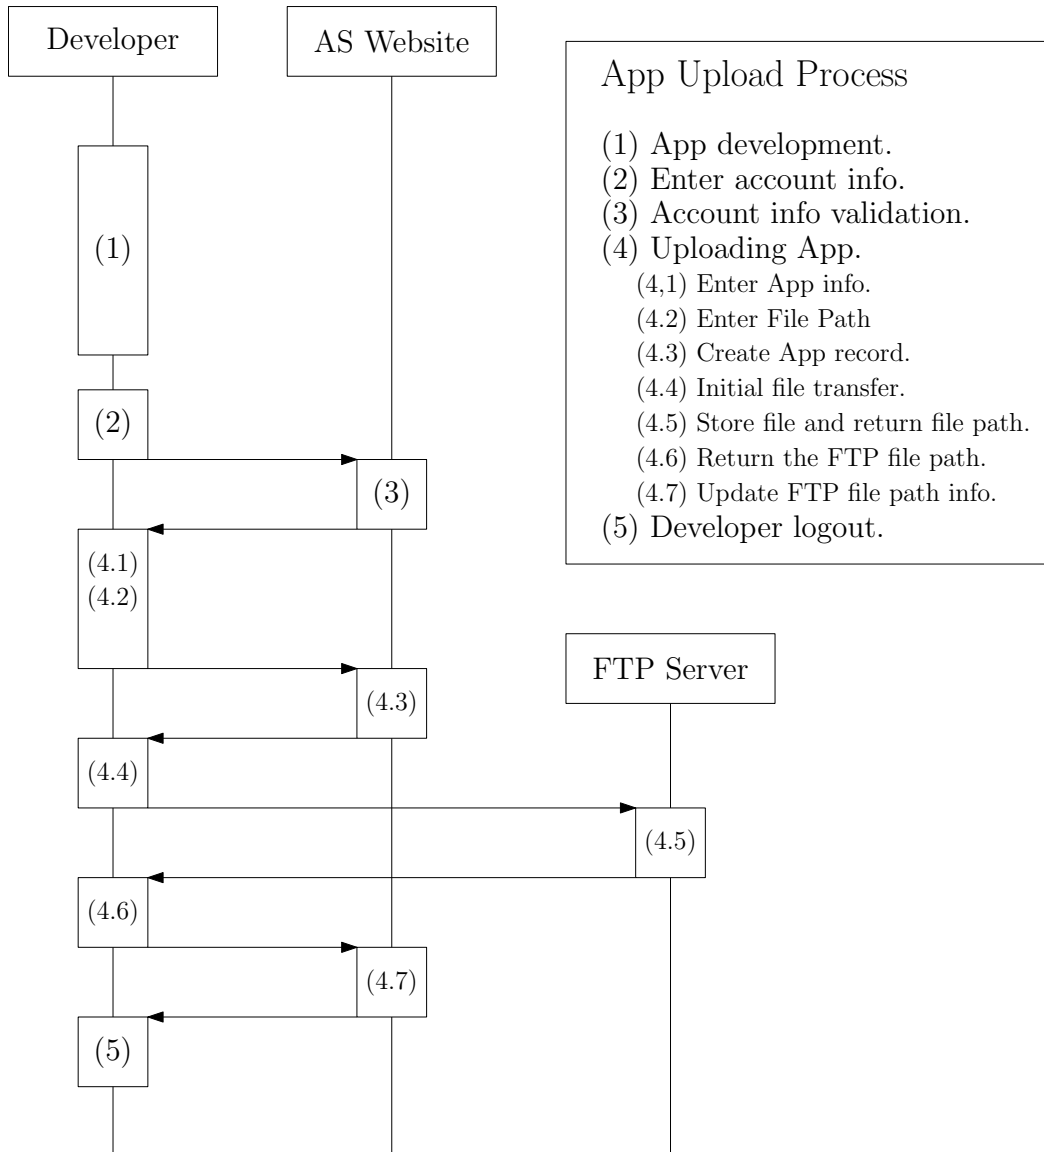 Developer
AS Website
App Upload Process
(1) App development.
(2) Enter account info.
(3) Account info validation.
(4) Uploading App.
(4,1) Enter App info.
(4.2) Enter File Path
(4.3) Create App record.
(4.4) Initial file transfer.
(4.5) Store file and return file path.
(4.6) Return the FTP file path.
(4.7) Update FTP file path info.
(5) Developer logout.
(1)
(2)
(3)
(4.1)
(4.2)
FTP Server
(4.3)
(4.4)
(4.5)
(4.6)
(4.7)
(5)